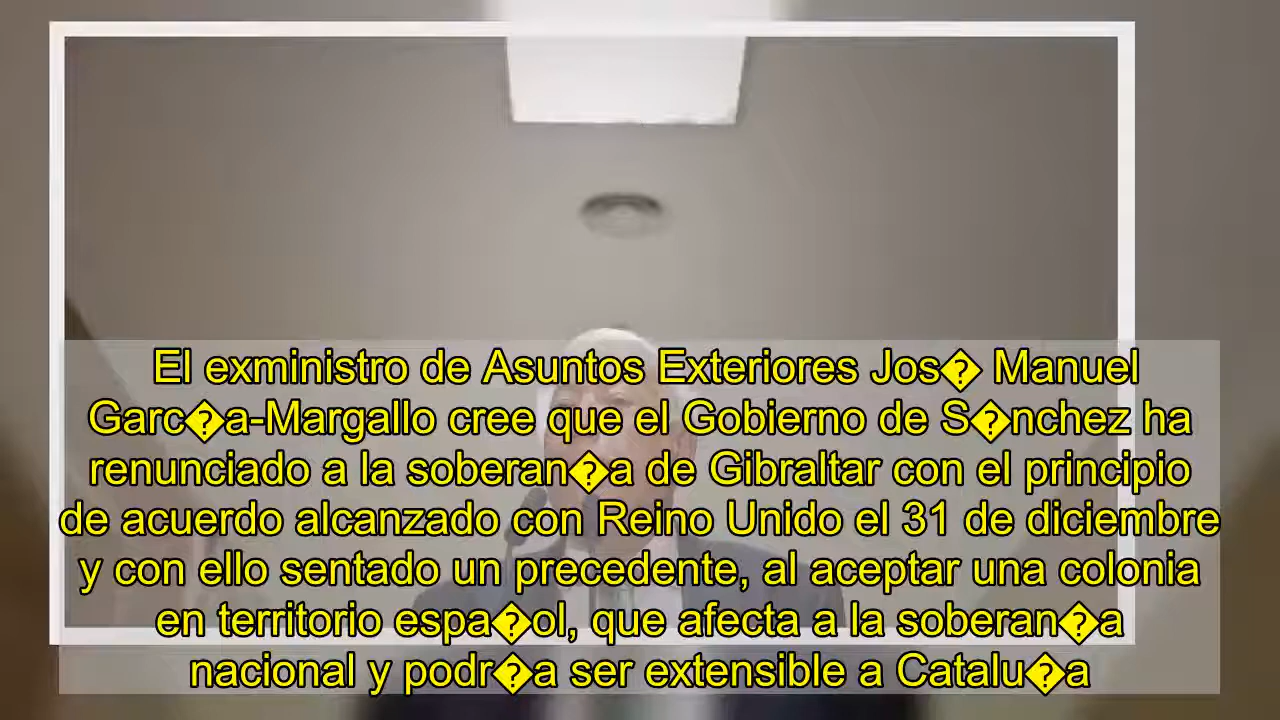 El exministro de Asuntos Exteriores Jos� Manuel
Garc�a-Margallo cree que el Gobierno de S�nchez ha
renunciado a la soberan�a de Gibraltar con el principio
de acuerdo alcanzado con Reino Unido el 31 de diciembre
y con ello sentado un precedente, al aceptar una colonia
en territorio espa�ol, que afecta a la soberan�a
nacional y podr�a ser extensible a Catalu�a